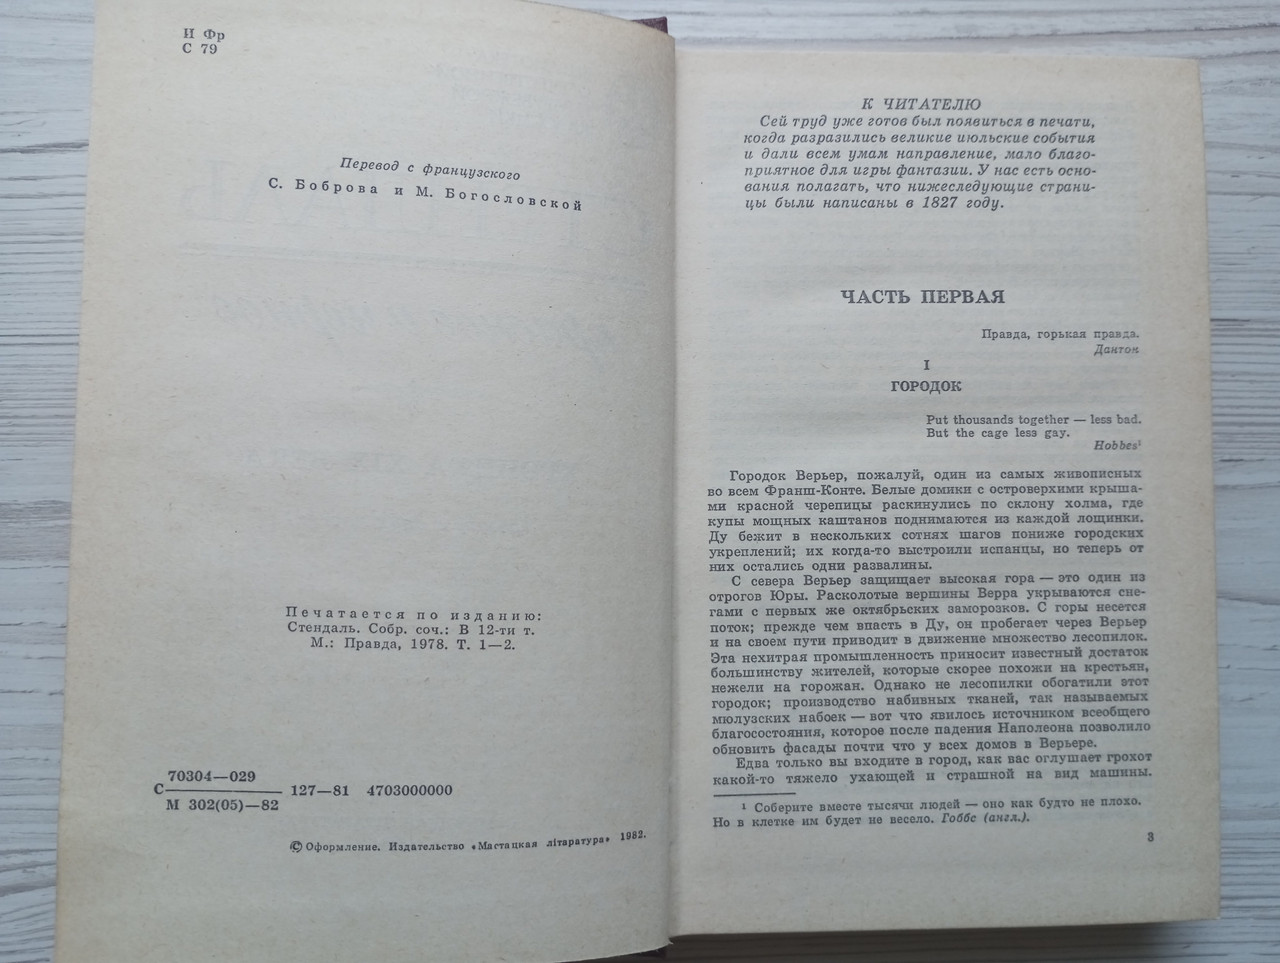 И Фр
С 79
Перевод с французского
С. Боброва и М. Богословской
Печатается по изданию:
Стендаль. Собр. соч.: В 12-ти т.
М.: Правда, 1978. Т. 1—2.
70304—029
С 127—81 4703000000
М 302(05)—82
© Оформление. Издательство «Мастацкая літаратура» 1982.
К ЧИТАТЕЛЮ
Сей труд уже готов был появиться в печати,
когда разразились великие июльские события
и дали всем умам направление, мало благо-
приятное для игры фантазии. У нас есть осно-
вания полагать, что нижеследующие страни-
цы были написаны в 1827 году.
ЧАСТЬ ПЕРВАЯ
Правда, горькая правда.
Дантон
I
ГОРОДОК
Put thousands together — less bad.
But the cage less gay.
Hobbes¹
Городок Верьер, пожалуй, один из самых живописных
во всем Франш-Конте. Белые домики с островерхими крыша-
ми красной черепицы раскинулись по склону холма, где
купы мощных каштанов поднимаются из каждой лощинки.
Ду бежит в нескольких сотнях шагов пониже городских
укреплений; их когда-то выстроили испанцы, но теперь от
них остались одни развалины.
С севера Верьер защищает высокая гора — это один из
отрогов Юры. Расколотые вершины Верра укрываются сне-
гами с первых же октябрьских заморозков. С горы несется
поток; прежде чем впасть в Ду, он пробегает через Верьер
и на своем пути приводит в движение множество лесопилок.
Эта нехитрая промышленность приносит известный достаток
большинству жителей, которые скорее похожи на крестьян,
нежели на горожан. Однако не лесопилки обогатили этот
городок; производство набивных тканей, так называемых
мюлузских набоек — вот что явилось источником всеобщего
благосостояния, которое после падения Наполеона позволило
обновить фасады почти что у всех домов в Верьере.
Едва только вы входите в город, как вас оглушает грохот
какой-то тяжело ухающей и страшной на вид машины.
¹ Соберите вместе тысячи людей — оно как будто не плохо.
Но в клетке им будет не весело. Гоббс (англ.).
3